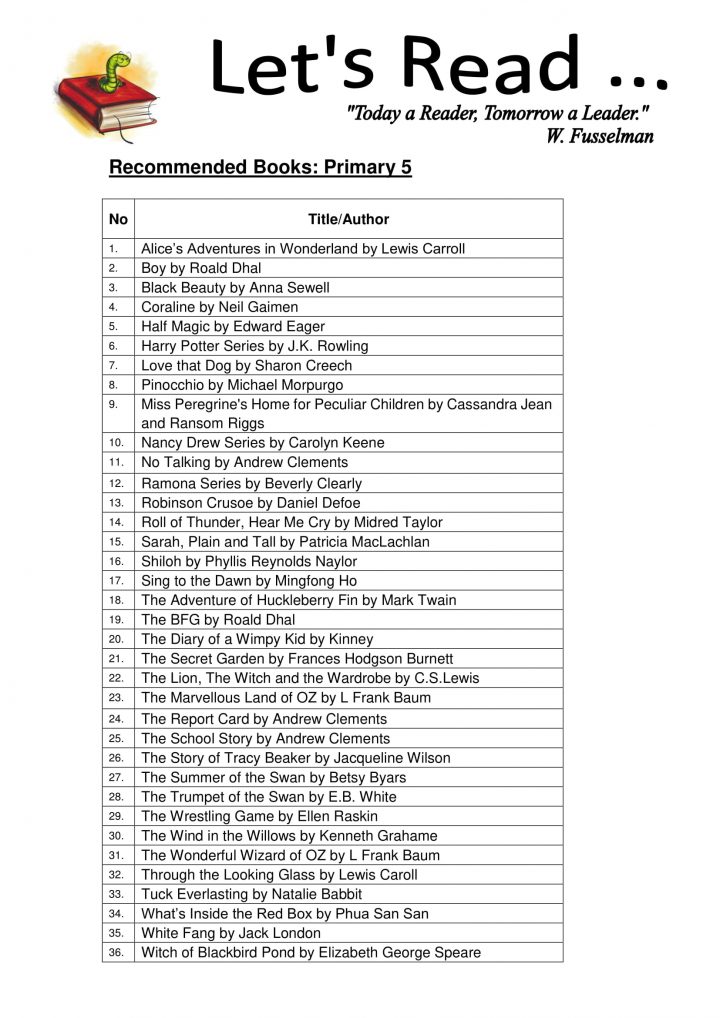 Let's Read ...
"Today a Reader, Tomorrow a Leader."
W. Fusselman
Recommended Books: Primary 5
No Title/Author
1. Alice’s Adventures in Wonderland by Lewis Carroll
2. Boy by Roald Dhal
3. Black Beauty by Anna Sewell
4. Coraline by Neil Gaimen
5. Half Magic by Edward Eager
6. Harry Potter Series by J.K. Rowling
7. Love that Dog by Sharon Creech
8. Pinocchio by Michael Morpurgo
9. Miss Peregrine's Home for Peculiar Children by Cassandra Jean
and Ransom Riggs
10. Nancy Drew Series by Carolyn Keene
11. No Talking by Andrew Clements
12. Ramona Series by Beverly Clearly
13. Robinson Crusoe by Daniel Defoe
14. Roll of Thunder, Hear Me Cry by Midred Taylor
15. Sarah, Plain and Tall by Patricia MacLachlan
16. Shiloh by Phyllis Reynolds Naylor
17. Sing to the Dawn by Mingfong Ho
18. The Adventure of Huckleberry Fin by Mark Twain
19. The BFG by Roald Dhal
20. The Diary of a Wimpy Kid by Kinney
21. The Secret Garden by Frances Hodgson Burnett
22. The Lion, The Witch and the Wardrobe by C.S.Lewis
23. The Marvellous Land of OZ by L Frank Baum
24. The Report Card by Andrew Clements
25. The School Story by Andrew Clements
26. The Story of Tracy Beaker by Jacqueline Wilson
27. The Summer of the Swan by Betsy Byars
28. The Trumpet of the Swan by E.B. White
29. The Wrestling Game by Ellen Raskin
30. The Wind in the Willows by Kenneth Grahame
31. The Wonderful Wizard of OZ by L Frank Baum
32. Through the Looking Glass by Lewis Caroll
33. Tuck Everlasting by Natalie Babbit
34. What’s Inside the Red Box by Phua San San
35. White Fang by Jack London
36. Witch of Blackbird Pond by Elizabeth George Speare